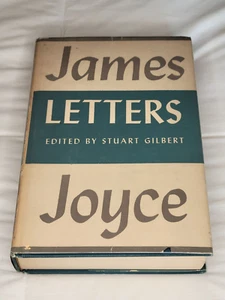 James
LETTERS
EDITED BY STUART GILBERT
Joyce